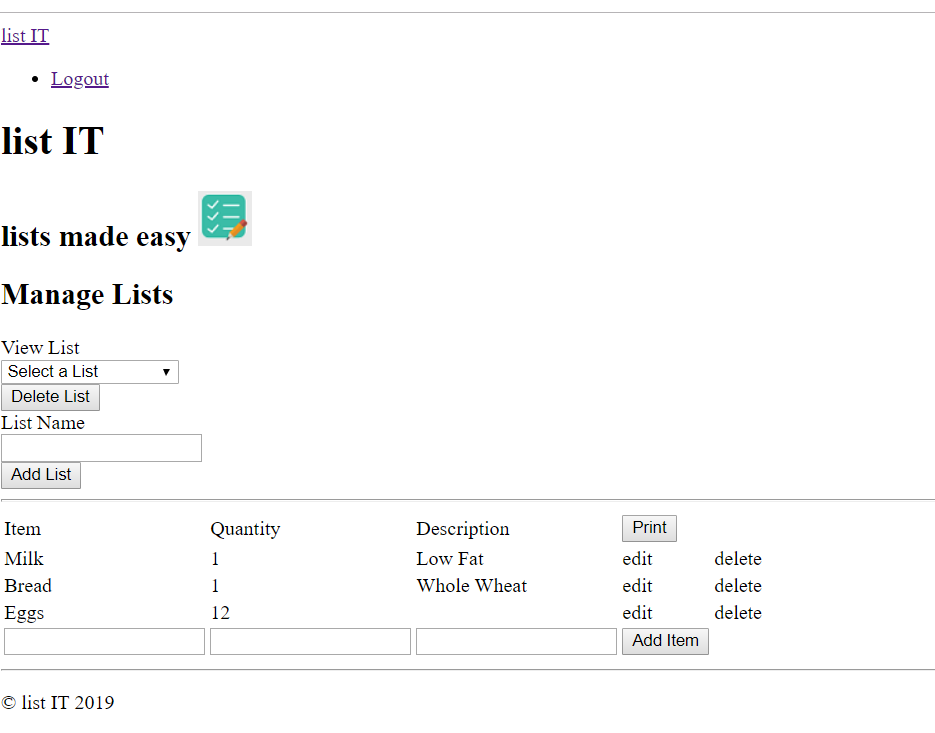 list IT
Logout
list IT
lists made easy
Manage Lists
View List
Select a List
Delete List
List Name
Add List
Item Quantity Description Print
Milk 1 Low Fat edit delete
Bread 1 Whole Wheat edit delete
Eggs 12 edit delete
Add Item
© list IT 2019